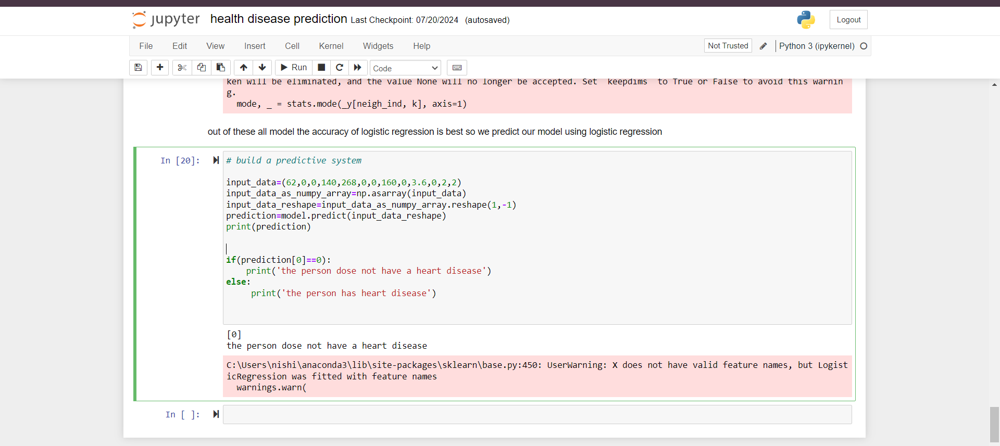 jupyter health disease prediction Last Checkpoint: 07/20/2024 (autosaved) Logout
File Edit View Insert Cell Kernel Widgets Help Not Trusted Python 3 (ipykernel)
Run Code
ken will be eliminated, and the value None will no longer be accepted. Set keepdims to True or False to avoid this warnin
g.
mode, _ = stats.mode(_y[neigh_ind, k], axis=1)
out of these all model the accuracy of logistic regression is best so we predict our model using logistic regression
In [20]: # build a predictive system
input_data=(62,0,0,140,268,0,0,160,0,3.6,0,2,2)
input_data_as_numpy_array=np.asarray(input_data)
input_data_reshape=input_data_as_numpy_array.reshape(1,-1)
prediction=model.predict(input_data_reshape)
print(prediction)
if(prediction[0]==0):
print('the person dose not have a heart disease')
else:
print('the person has heart disease')
[0]
the person dose not have a heart disease
C:\Users\nishi\anaconda3\lib\site-packages\sklearn\base.py:450: UserWarning: X does not have valid feature names, but Logist
icRegression was fitted with feature names
warnings.warn(
In [ ]: